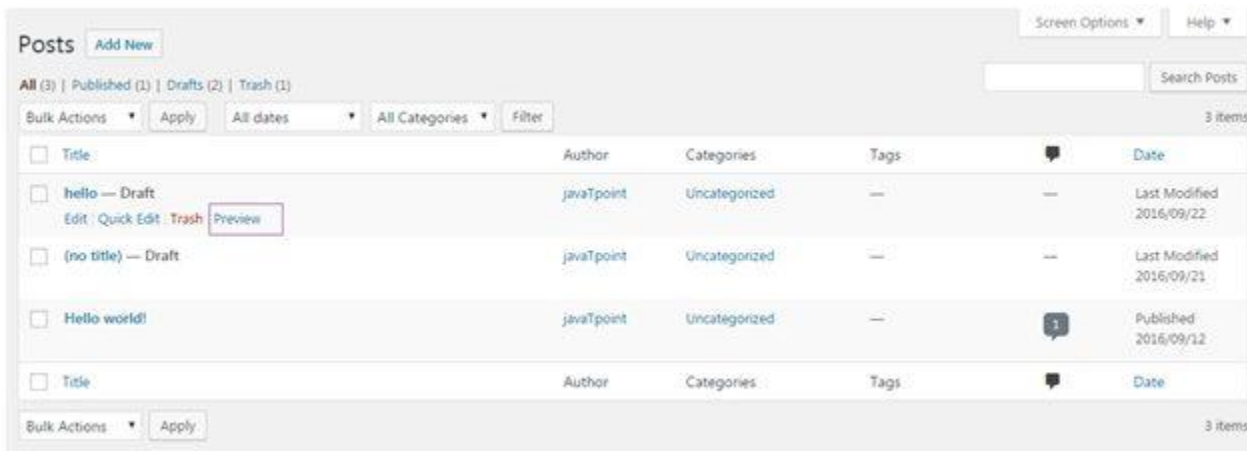 Screen Options ▼ Help ▼
Posts Add New
All (3) | Published (1) | Drafts (2) | Trash (1)
Search Posts
Bulk Actions ▼ Apply All dates ▼ All Categories ▼ Filter 3 items
Title Author Categories Tags Date
hello — Draft javaTpoint Uncategorized — — Last Modified
Edit | Quick Edit | Trash | Preview 2016/09/22
(no title) — Draft javaTpoint Uncategorized — — Last Modified
2016/09/21
Hello world! javaTpoint Uncategorized — 1 Published
2016/09/12
Title Author Categories Tags Date
Bulk Actions ▼ Apply 3 items